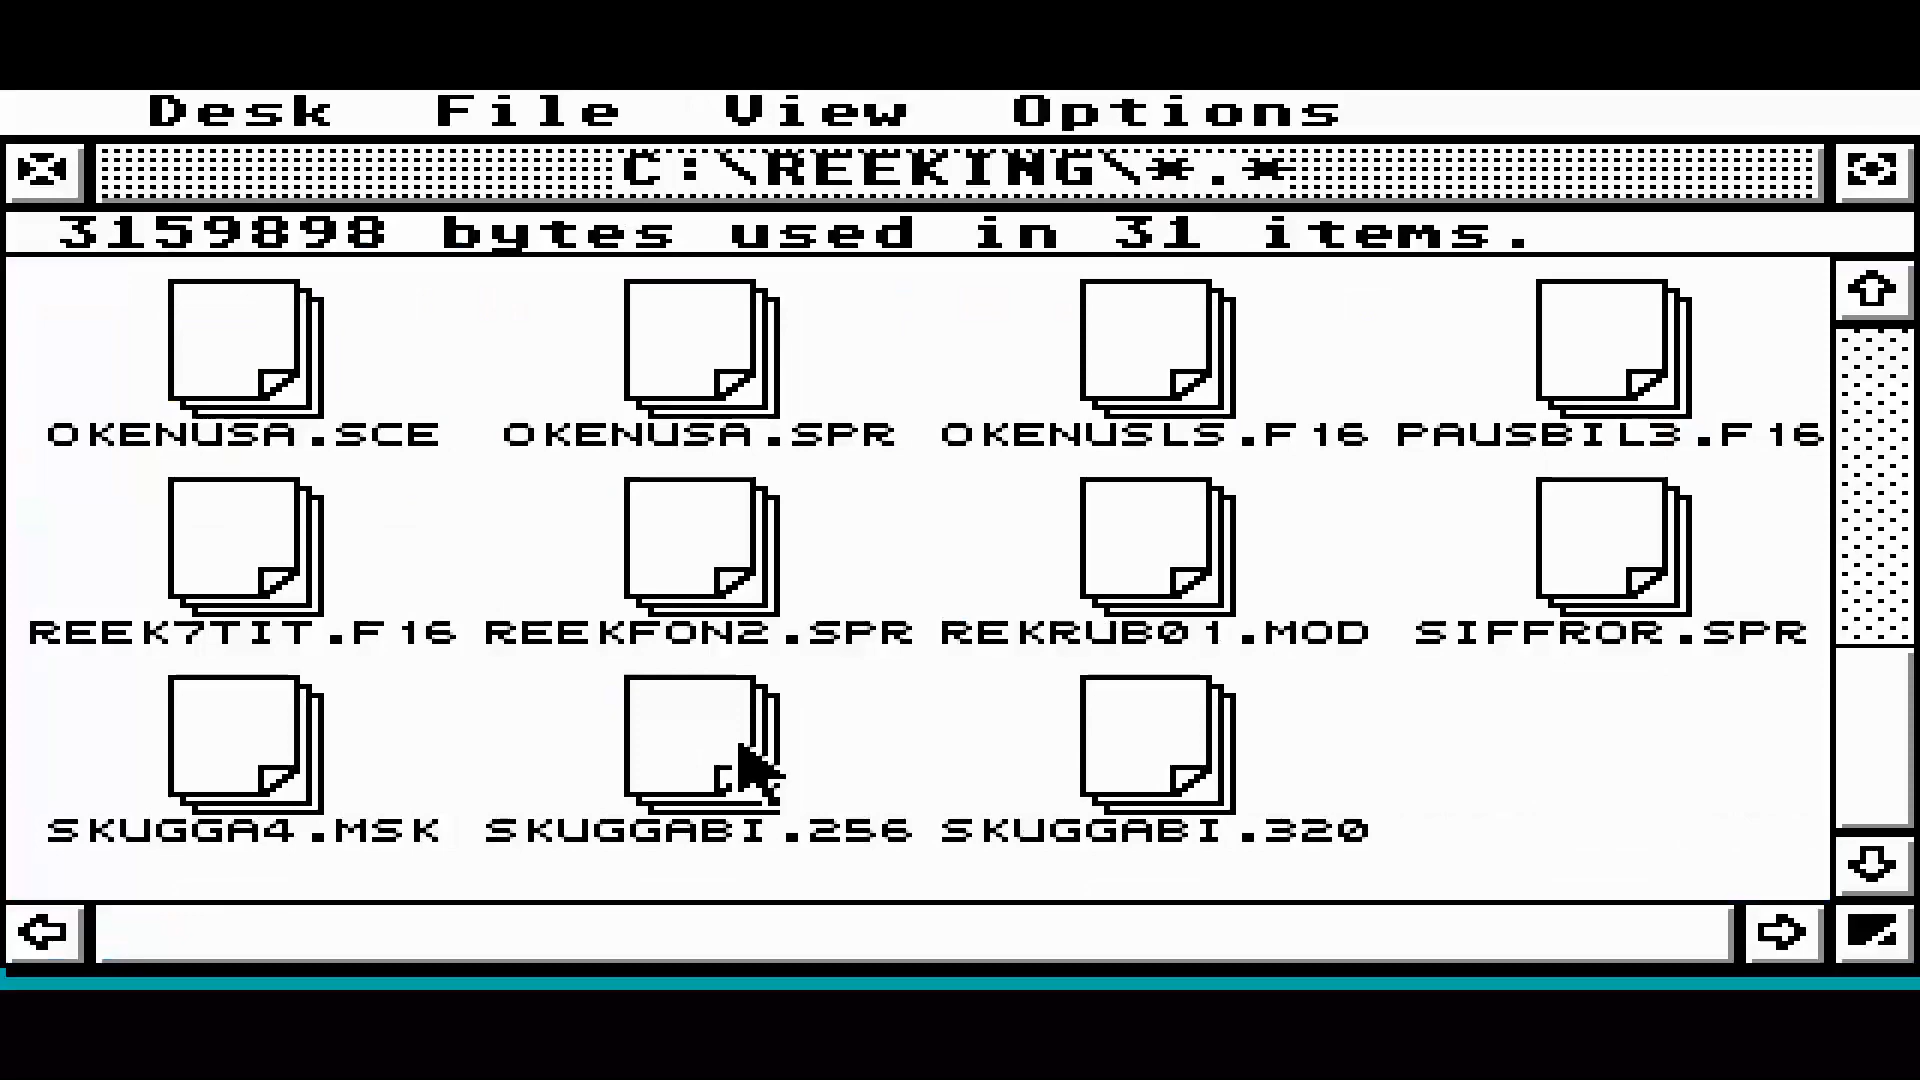 Desk File View Options
C:\REEKING\*.*
3159898 bytes used in 31 items.
OKENUSA.SCE OKENUSA.SPR OKENUSLS.F16 PAUSBIL3.F16
REEK7TIT.F16 REEKFON2.SPR REKRUB01.MOD SIFFROR.SPR
SKUGGA4.MSK SKUGGABI.256 SKUGGABI.320